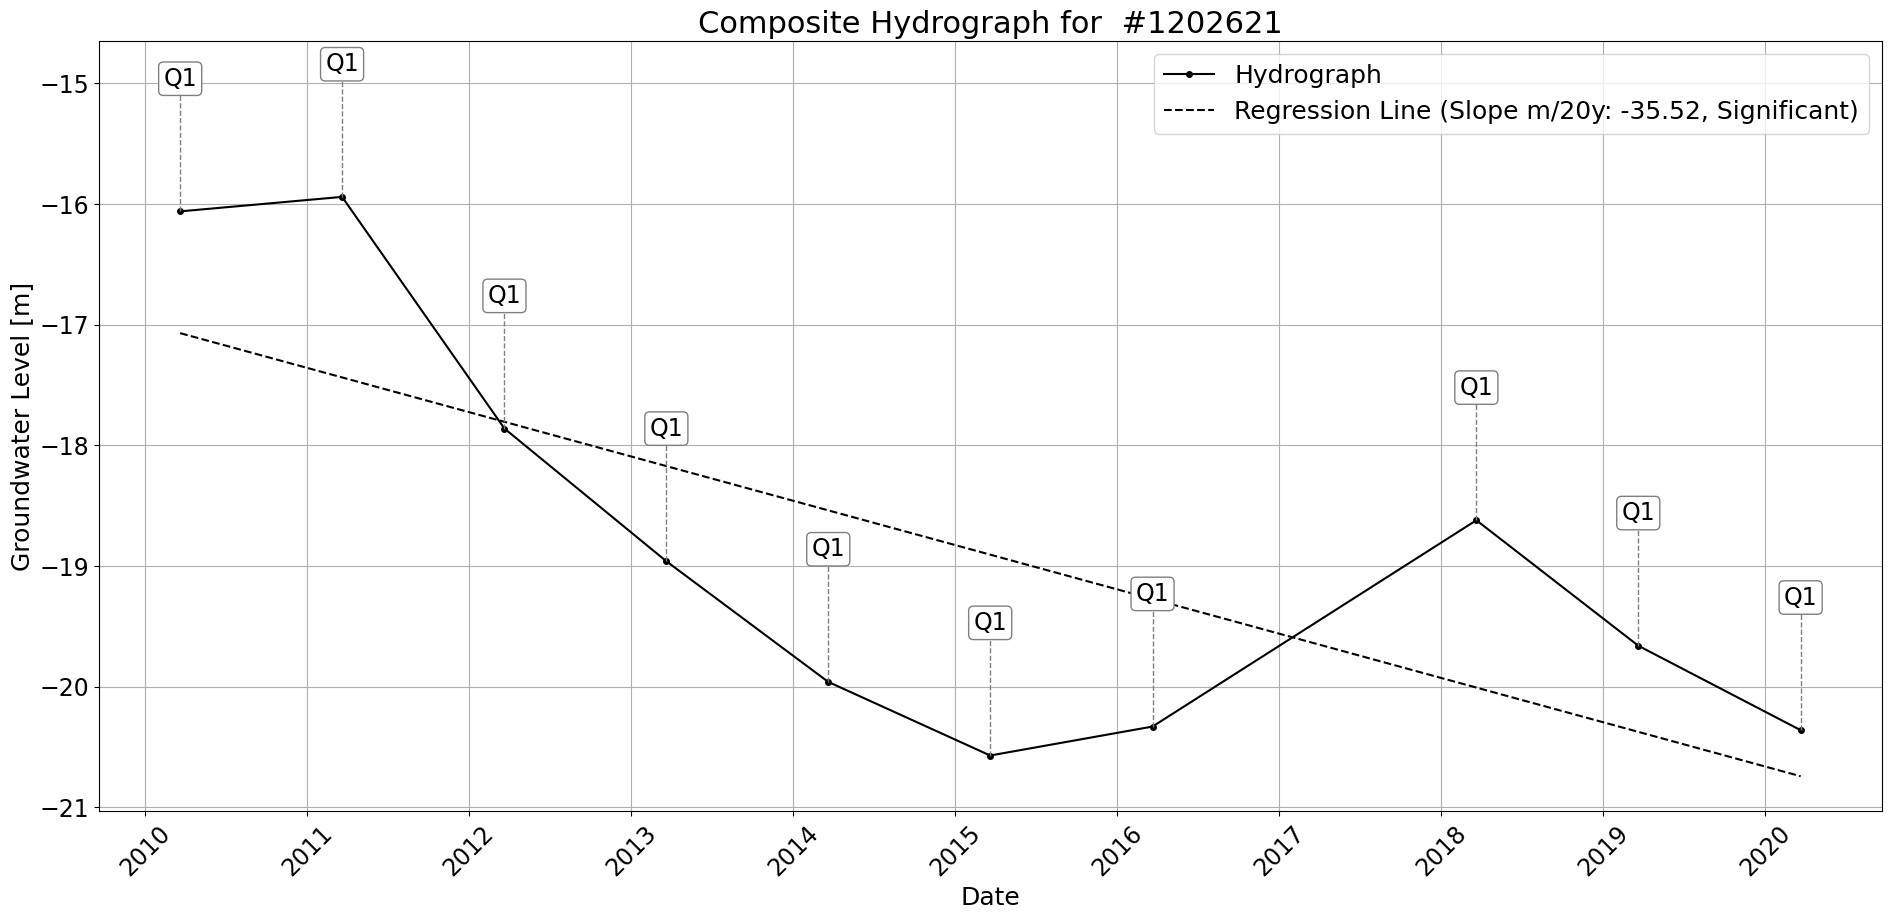 Composite Hydrograph for  #1202621
Hydrograph
Regression Line (Slope m/20y: -35.52, Significant)
Groundwater Level [m]
−15
−16
−17
−18
−19
−20
−21
Q1
Q1
Q1
Q1
Q1
Q1
Q1
Q1
Q1
Q1
2010
2011
2012
2013
2014
2015
2016
2017
2018
2019
2020
Date